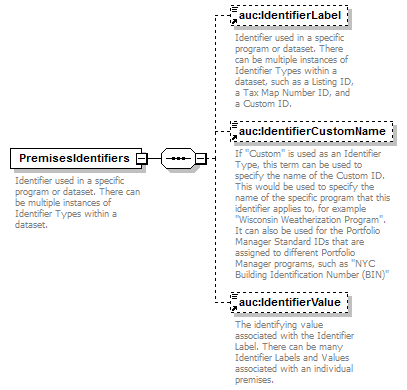 auc:IdentifierLabel
Identifier used in a specific
program or dataset. There
can be multiple instances of
Identifier Types within a
dataset, such as a Listing ID,
a Tax Map Number ID, and
a Custom ID.
auc:IdentifierCustomName
If "Custom" is used as an Identifier
Type, this term can be used to
specify the name of the Custom ID.
This would be used to specify the
name of the specific program that this
identifier applies to, for example
"Wisconsin Weatherization Program".
It can also be used for the Portfolio
Manager Standard IDs that are
assigned to different Portfolio
Manager programs, such as "NYC
Building Identification Number (BIN)"
PremisesIdentifiers
Identifier used in a specific
program or dataset. There can
be multiple instances of
Identifier Types within a
dataset.
auc:IdentifierValue
The identifying value
associated with the Identifier
Label. There can be many
Identifier Labels and Values
associated with an individual
premises.